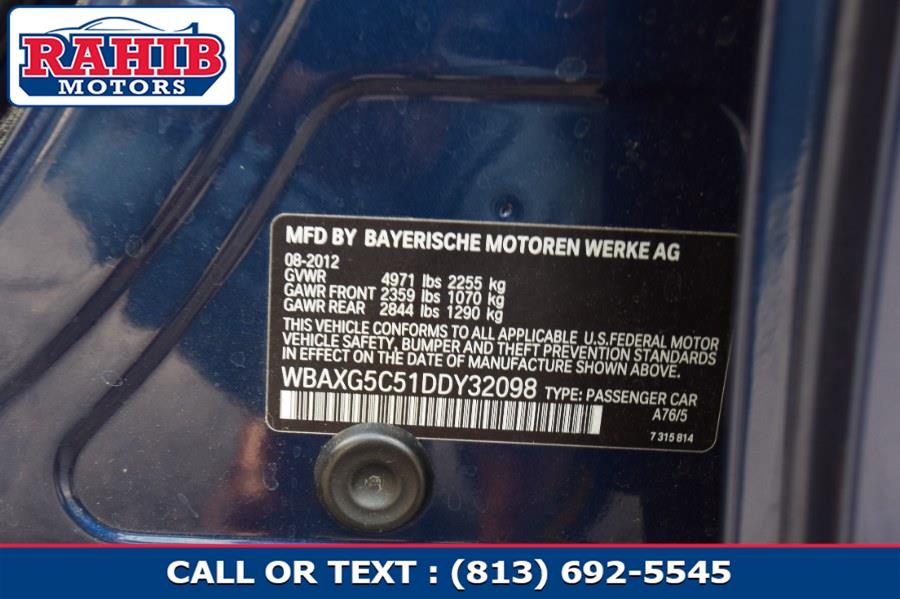 RAHIB
MOTORS
MFD BY BAYERISCHE MOTOREN WERKE AG
08-2012
GVWR 4971 lbs 2255 kg
GAWR FRONT 2359 lbs 1070 kg
GAWR REAR 2844 lbs 1290 kg
THIS VEHICLE CONFORMS TO ALL APPLICABLE U.S.FEDERAL MOTOR
VEHICLE SAFETY, BUMPER AND THEFT PREVENTION STANDARDS
IN EFFECT ON THE DATE OF MANUFACTURE SHOWN ABOVE.
WBAXG5C51DDY32098 TYPE: PASSENGER CAR
A76/5
7 315 814
CALL OR TEXT : (813) 692-5545